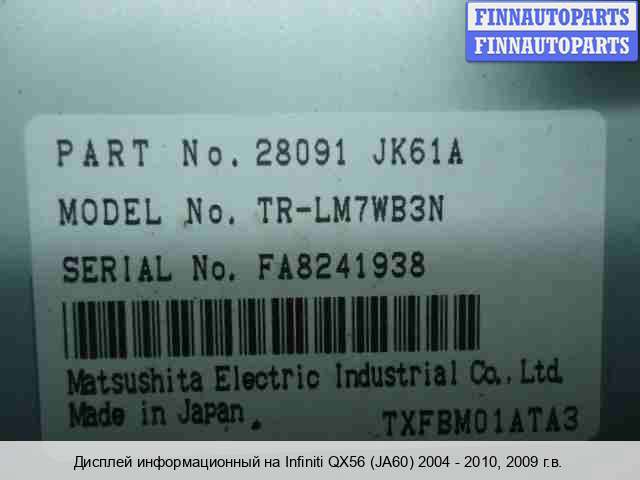 FINNAUTOPARTS
FINNAUTOPARTS
PART No. 28091 JK61A
MODEL No. TR-LM7WB3N
SERIAL No. FA8241938
Matsushita Electric Industrial Co., Ltd.
Made in Japan.
TXFBM01ATA3
Дисплей информационный на Infiniti QX56 (JA60) 2004 - 2010, 2009 г.в.